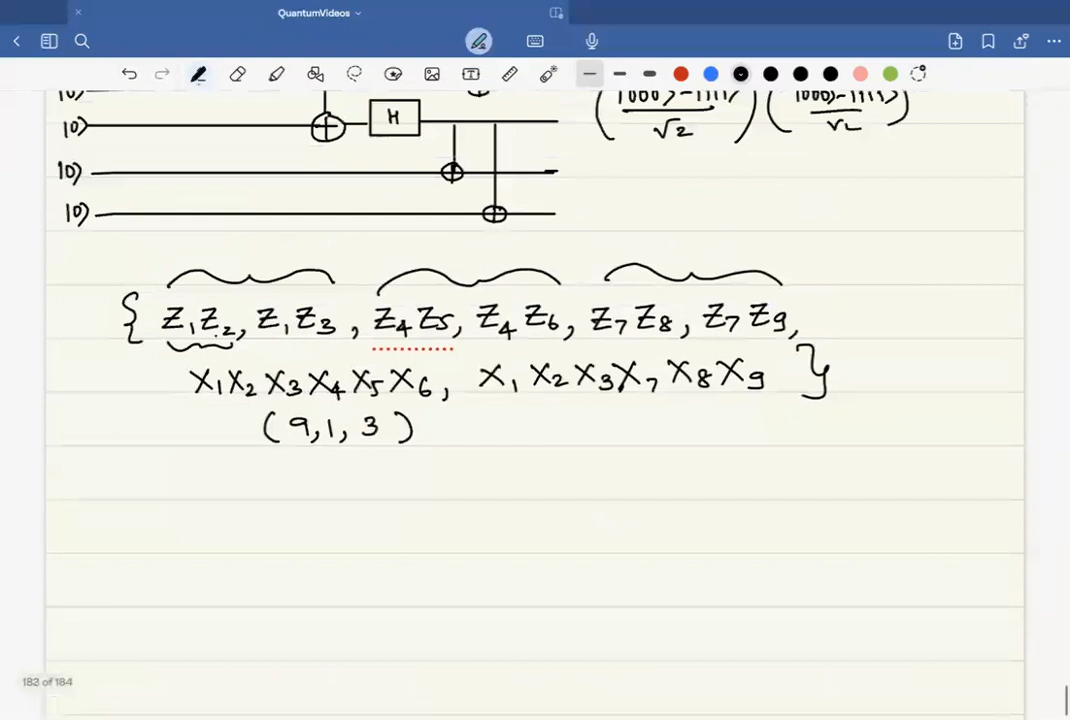 QuantumVideos
|0⟩
(|000⟩-|111⟩/√2) (|000⟩-|111⟩/√2)
|0⟩ H
|0⟩
|0⟩
{ Z₁Z₂, Z₁Z₃, Z₄Z₅, Z₄Z₆, Z₇Z₈, Z₇Z₉,
X₁X₂X₃X₄X₅X₆, X₁X₂X₃X₇X₈X₉ }
(9,1,3)
183 of 184